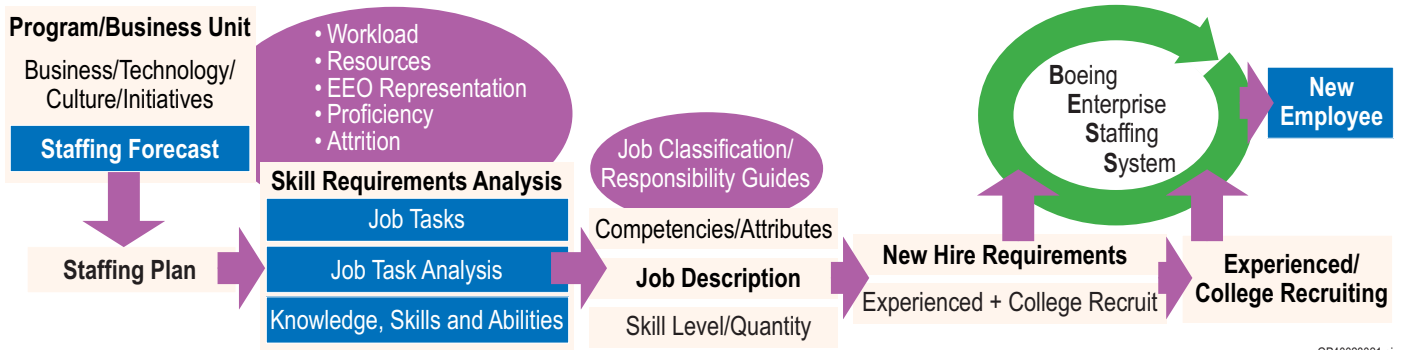 Program/Business Unit
Business/Technology/
Culture/Initiatives
Staffing Forecast
Staffing Plan
• Workload
• Resources
• EEO Representation
• Proficiency
• Attrition
Skill Requirements Analysis
Job Tasks
Job Task Analysis
Knowledge, Skills and Abilities
Job Classification/
Responsibility Guides
Competencies/Attributes
Job Description
Skill Level/Quantity
New Hire Requirements
Experienced + College Recruit
Boeing
Enterprise
Staffing
System
Experienced/
College Recruiting
New
Employee